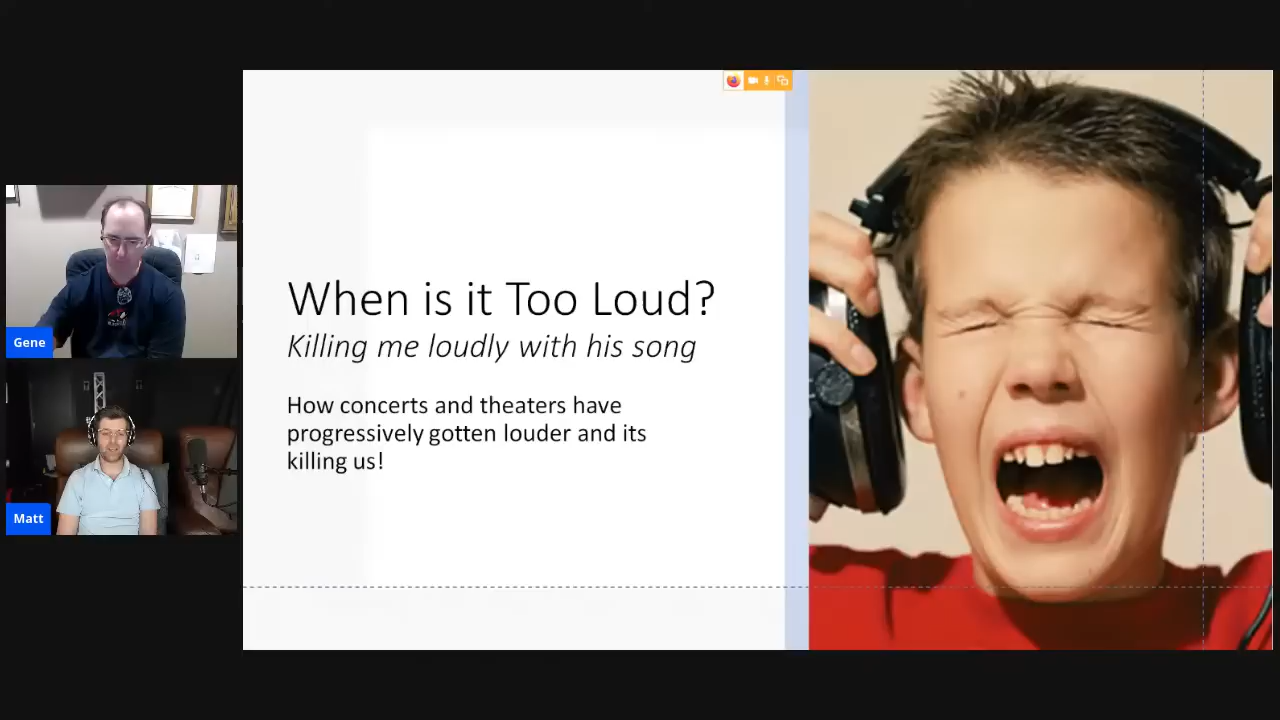 When is it Too Loud?
Killing me loudly with his song
How concerts and theaters have
progressively gotten louder and its
killing us!
Gene
Matt